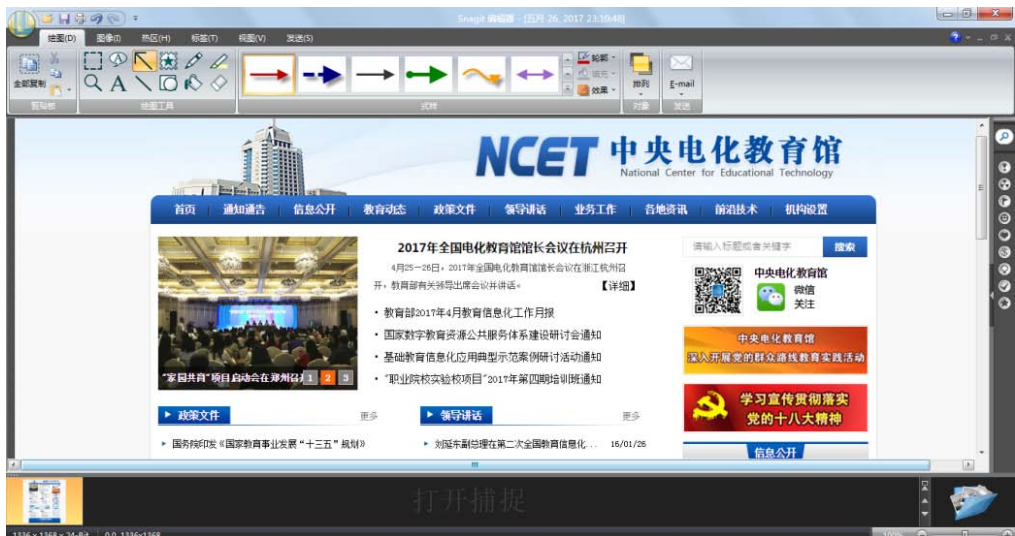 Snagit 编辑器 - [五月 26, 2017 23:10:48]
绘图(D) 图像(I) 热区(H) 标签(T) 视图(V) 发送(S)
全部复制
轮廓
填充
效果
排列
E-mail
剪贴板 绘图工具 式样 对象 发送
NCET 中央电化教育馆
National Center for Educational Technology
首页 通知通告 信息公开 教育动态 政策文件 领导讲话 业务工作 各地资讯 前沿技术 机构设置
"家园共育"项目启动会在郑州召开 1 2 3
2017年全国电化教育馆馆长会议在杭州召开
4月25-26日,2017年全国电化教育馆馆长会议在浙江杭州召
开,教育部有关领导出席会议并讲话。 【详细】
· 教育部2017年4月教育信息化工作月报
· 国家数字教育资源公共服务体系建设研讨会通知
· 基础教育信息化应用典型示范案例研讨活动通知
· "职业院校实验校项目"2017年第四期培训班通知
请输入标题或者关键字 搜索
中央电化教育馆
微信
关注
中央电化教育馆
深入开展党的群众路线教育实践活动
学习宣传贯彻落实
党的十八大精神
政策文件 更多
国务院印发《国家教育事业发展"十三五"规划》
领导讲话 更多
刘延东副总理在第二次全国教育信息化... 16/01/26
信息公开
打开捕捉
100%